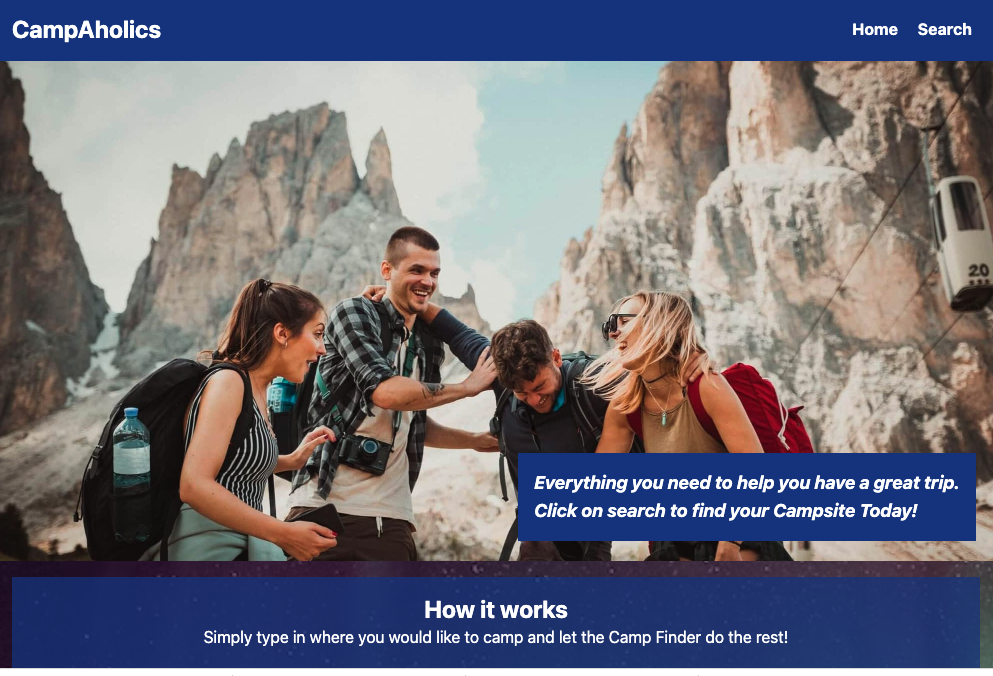 CampAholics
Home Search
20
Everything you need to help you have a great trip.
Click on search to find your Campsite Today!
How it works
Simply type in where you would like to camp and let the Camp Finder do the rest!